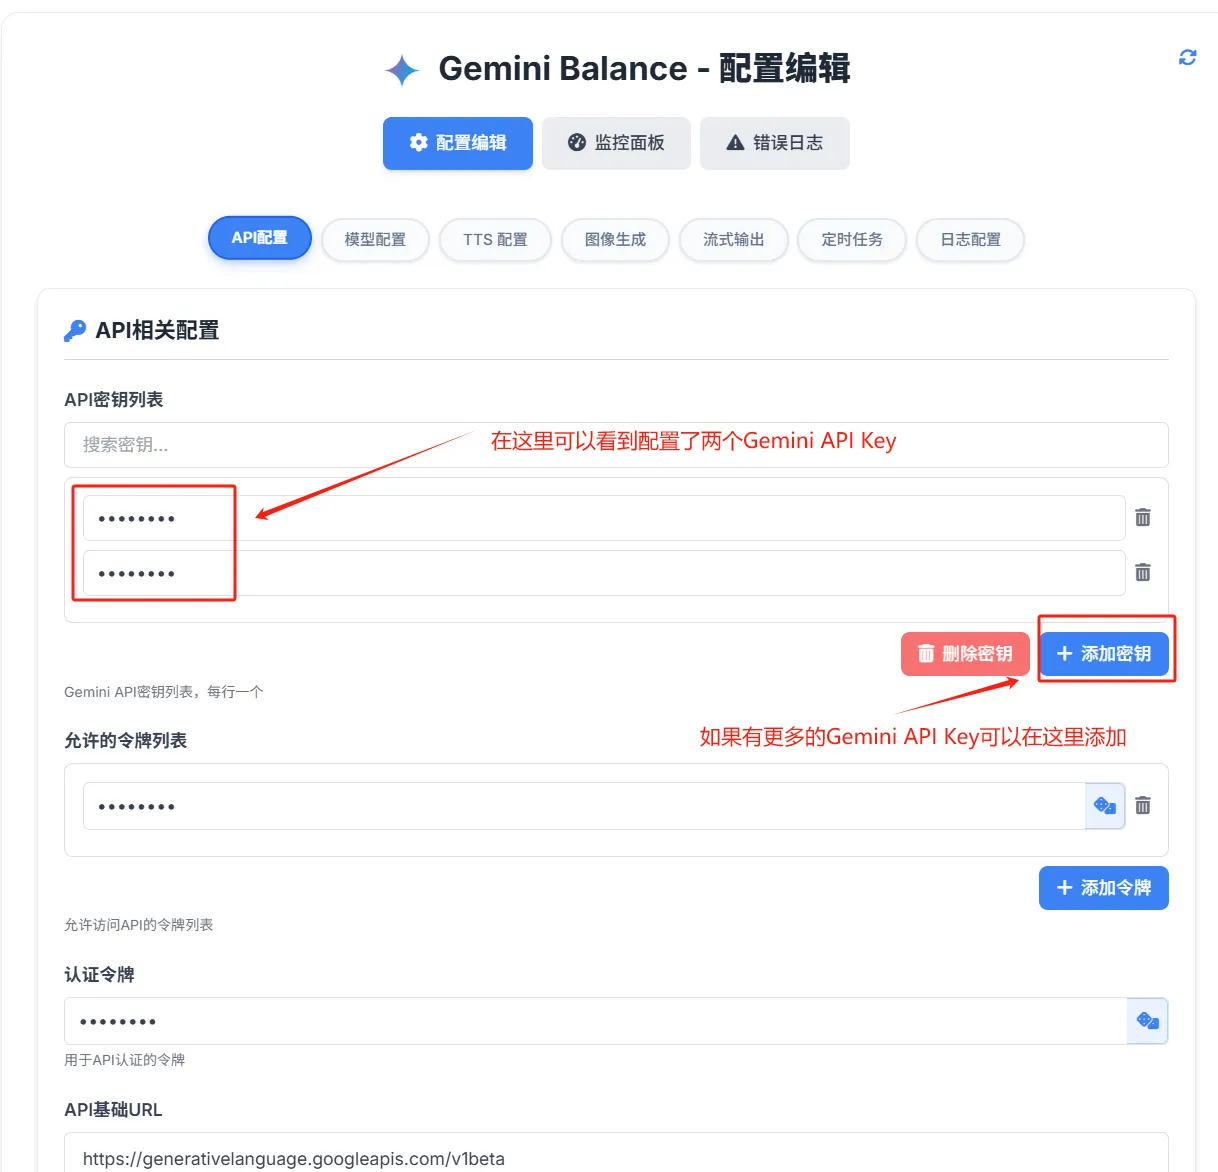 Gemini Balance - 配置编辑
配置编辑
监控面板
错误日志
API配置
模型配置
TTS 配置
图像生成
流式输出
定时任务
日志配置
API相关配置
API密钥列表
搜索密钥...
在这里可以看到配置了两个Gemini API Key
••••••••
••••••••
删除密钥
添加密钥
Gemini API密钥列表，每行一个
如果有更多的Gemini API Key可以在这里添加
允许的令牌列表
••••••••
添加令牌
允许访问API的令牌列表
认证令牌
••••••••
用于API认证的令牌
API基础URL
https://generativelanguage.googleapis.com/v1beta